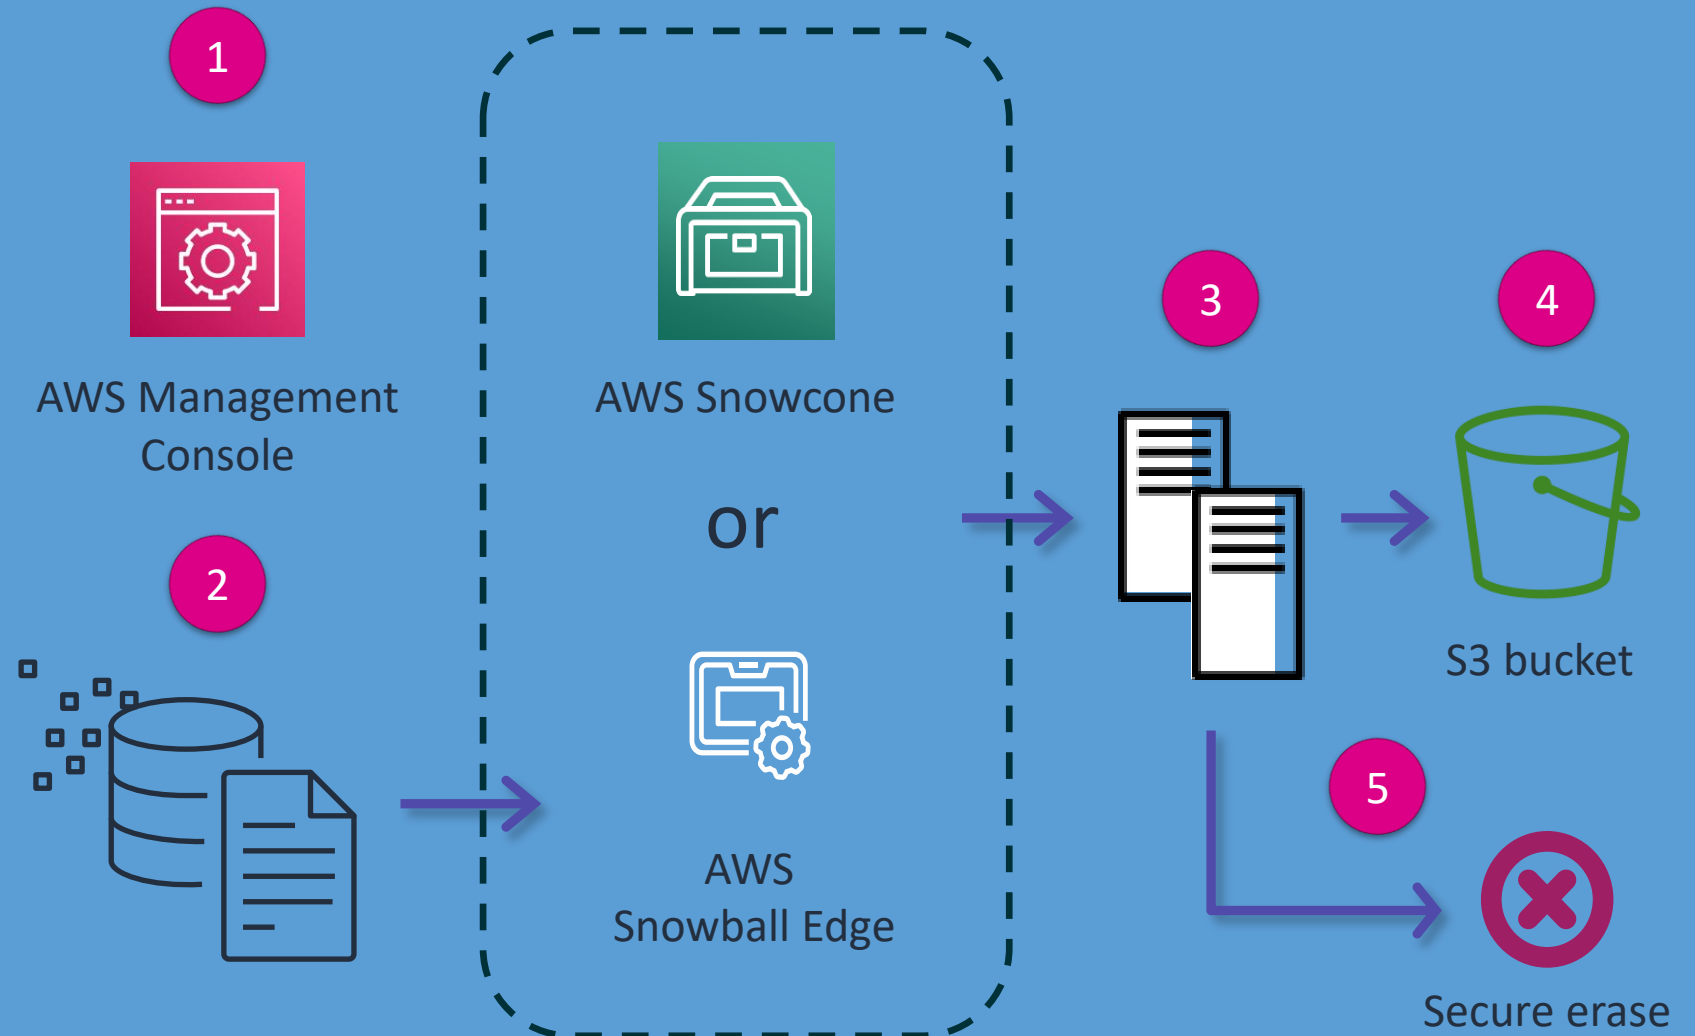 1
AWS Management
Console
2
AWS Snowcone
or
AWS
Snowball Edge
3
4
S3 bucket
5
Secure erase